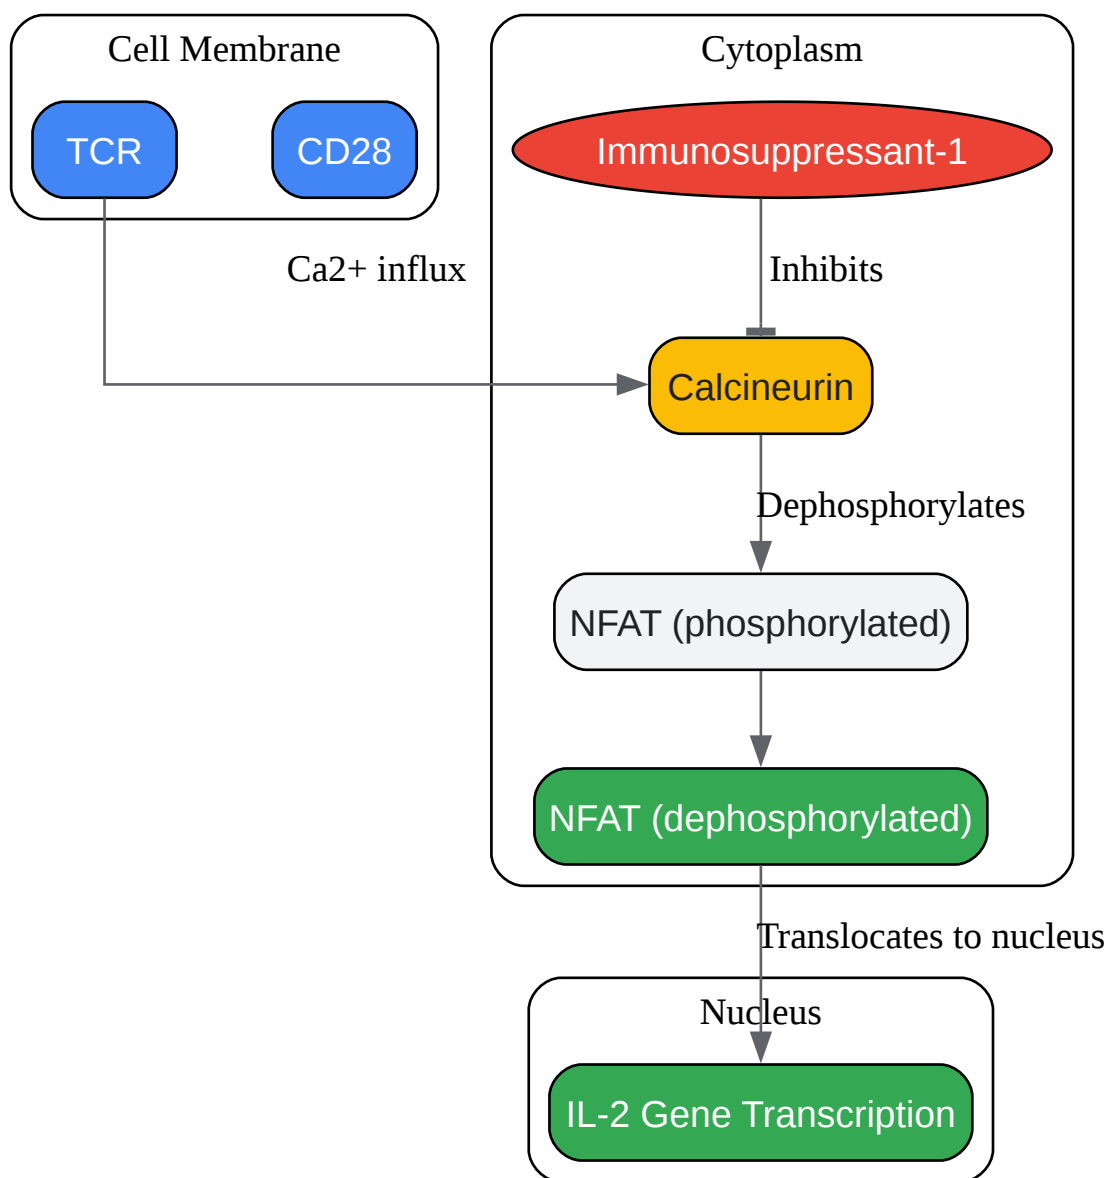 Cell Membrane
Cytoplasm
TCR
CD28
Immunosuppressant-1
Ca2+ influx
Inhibits
Calcineurin
Dephosphorylates
NFAT (phosphorylated)
NFAT (dephosphorylated)
Translocates to nucleus
Nucleus
IL-2 Gene Transcription